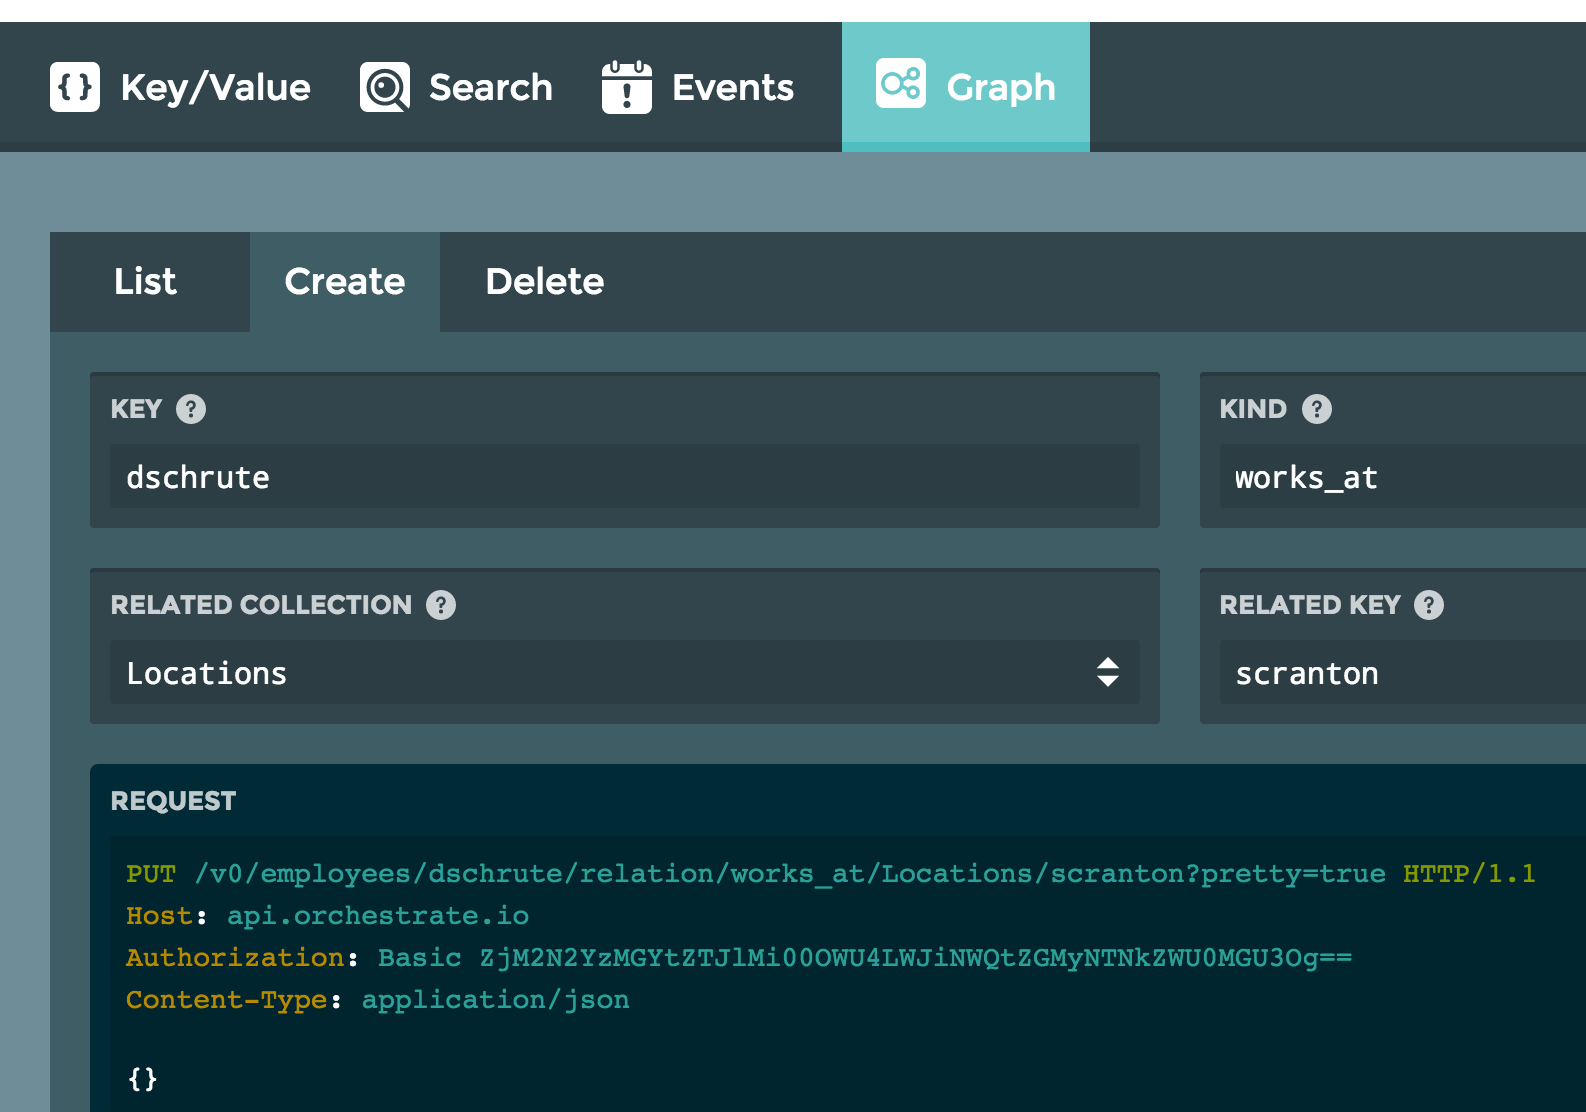 Key/Value Search Events Graph
List Create Delete
KEY ? KIND ?
dschrute works_at
RELATED COLLECTION ? RELATED KEY ?
Locations scranton
REQUEST
PUT /v0/employees/dschrute/relation/works_at/Locations/scranton?pretty=true HTTP/1.1
Host: api.orchestrate.io
Authorization: Basic ZjM2N2YzMGYtZTJlMi00OWU4LWJiNWQtZGMyNTNkZWU0MGU3Og==
Content-Type: application/json
{}